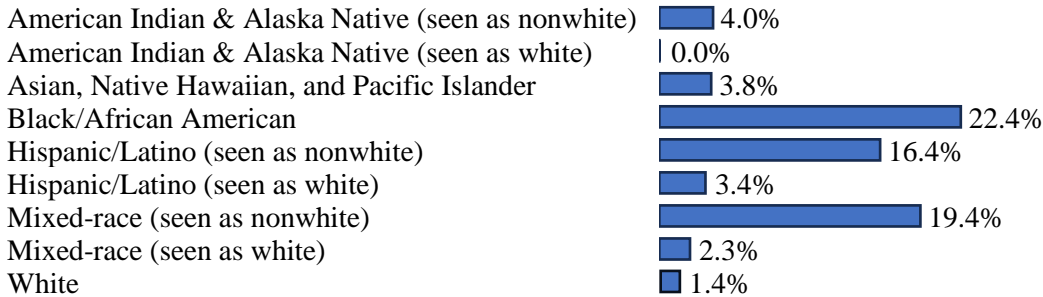 American Indian & Alaska Native (seen as nonwhite) 4.0%
American Indian & Alaska Native (seen as white) 0.0%
Asian, Native Hawaiian, and Pacific Islander 3.8%
Black/African American 22.4%
Hispanic/Latino (seen as nonwhite) 16.4%
Hispanic/Latino (seen as white) 3.4%
Mixed-race (seen as nonwhite) 19.4%
Mixed-race (seen as white) 2.3%
White 1.4%